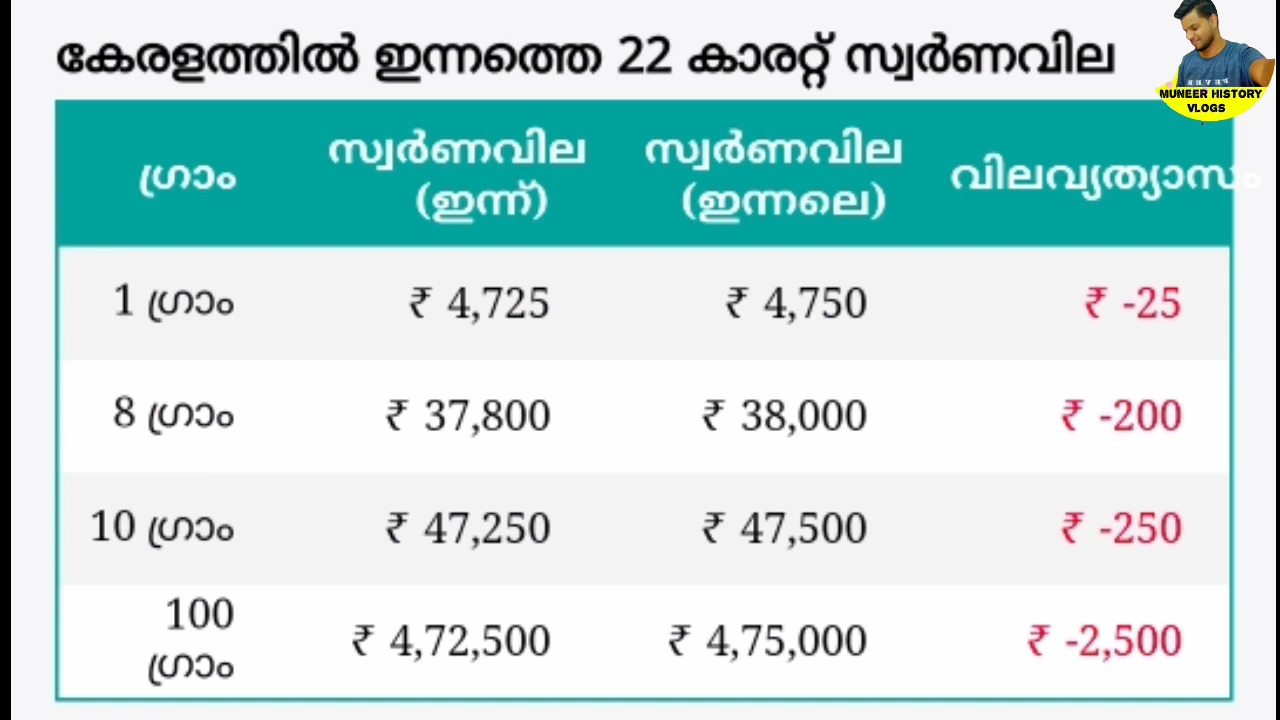 കേരളത്തിൽ ഇന്നത്തെ 22 കാരറ്റ് സ്വർണവില
MUNEER HISTORY
VLOGS
ഗ്രാം സ്വർണവില (ഇന്ന്) സ്വർണവില (ഇന്നലെ) വിലവ്യത്യാസം
1 ഗ്രാം ₹ 4,725 ₹ 4,750 ₹ -25
8 ഗ്രാം ₹ 37,800 ₹ 38,000 ₹ -200
10 ഗ്രാം ₹ 47,250 ₹ 47,500 ₹ -250
100 ഗ്രാം ₹ 4,72,500 ₹ 4,75,000 ₹ -2,500